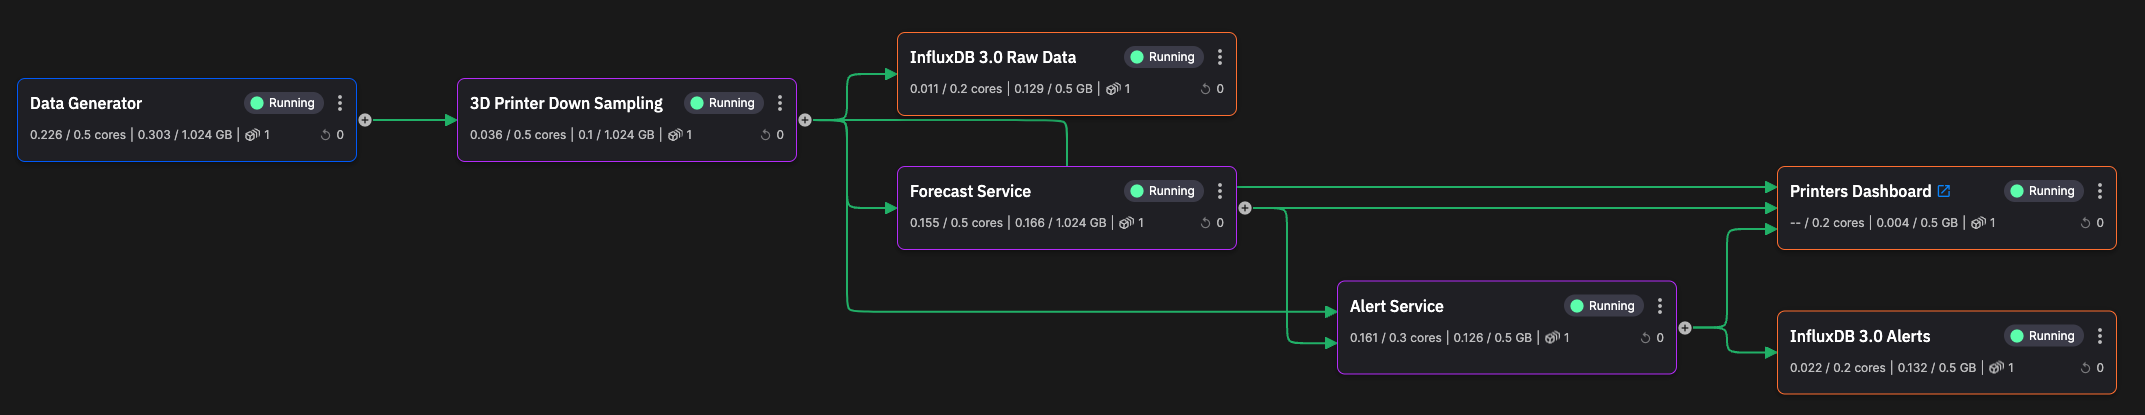 Data Generator
Running
0.226 / 0.5 cores | 0.303 / 1.024 GB | 1
0
3D Printer Down Sampling
Running
0.036 / 0.5 cores | 0.1 / 1.024 GB | 1
0
InfluxDB 3.0 Raw Data
Running
0.011 / 0.2 cores | 0.129 / 0.5 GB | 1
0
Forecast Service
Running
0.155 / 0.5 cores | 0.166 / 1.024 GB | 1
0
Alert Service
Running
0.161 / 0.3 cores | 0.126 / 0.5 GB | 1
0
Printers Dashboard
Running
-- / 0.2 cores | 0.004 / 0.5 GB | 1
0
InfluxDB 3.0 Alerts
Running
0.022 / 0.2 cores | 0.132 / 0.5 GB | 1
0